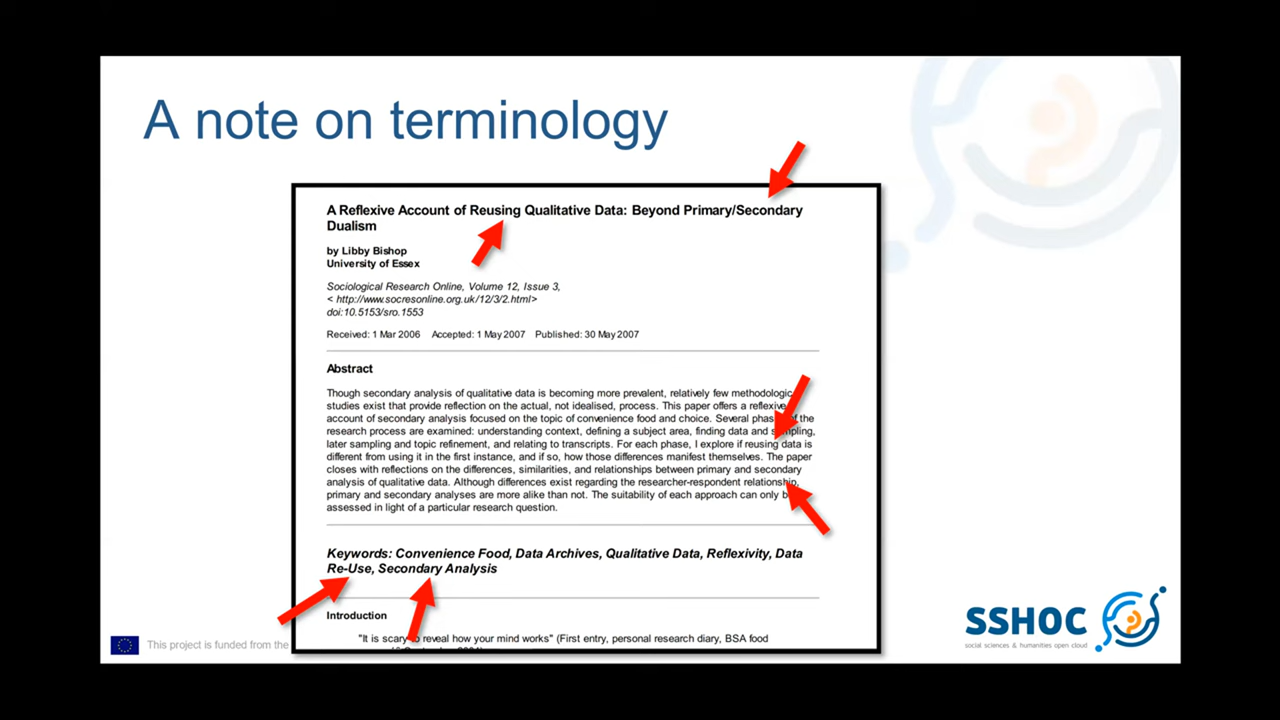 A note on terminology
A Reflexive Account of Reusing Qualitative Data: Beyond Primary/Secondary
Dualism
by Libby Bishop
University of Essex
Sociological Research Online, Volume 12, Issue 3,
< http://www.socresonline.org.uk/12/3/2.html>
doi:10.5153/sro.1553
Received: 1 Mar 2006 Accepted: 1 May 2007 Published: 30 May 2007
Abstract
Though secondary analysis of qualitative data is becoming more prevalent, relatively few methodologic
studies exist that provide reflection on the actual, not idealised, process. This paper offers a reflexive
account of secondary analysis focused on the topic of convenience food and choice. Several phases of the
research process are examined: understanding context, defining a subject area, finding data and sampling,
later sampling and topic refinement, and relating to transcripts. For each phase, I explore if reusing data is
different from using it in the first instance, and if so, how those differences manifest themselves. The paper
closes with reflections on the differences, similarities, and relationships between primary and secondary
analysis of qualitative data. Although differences exist regarding the researcher-respondent relationship,
primary and secondary analyses are more alike than not. The suitability of each approach can only be
assessed in light of a particular research question.
Keywords: Convenience Food, Data Archives, Qualitative Data, Reflexivity, Data
Re-Use, Secondary Analysis
Introduction
"It is scary to reveal how your mind works" (First entry, personal research diary, BSA food
This project is funded from the
SSHOC
social sciences & humanities open cloud